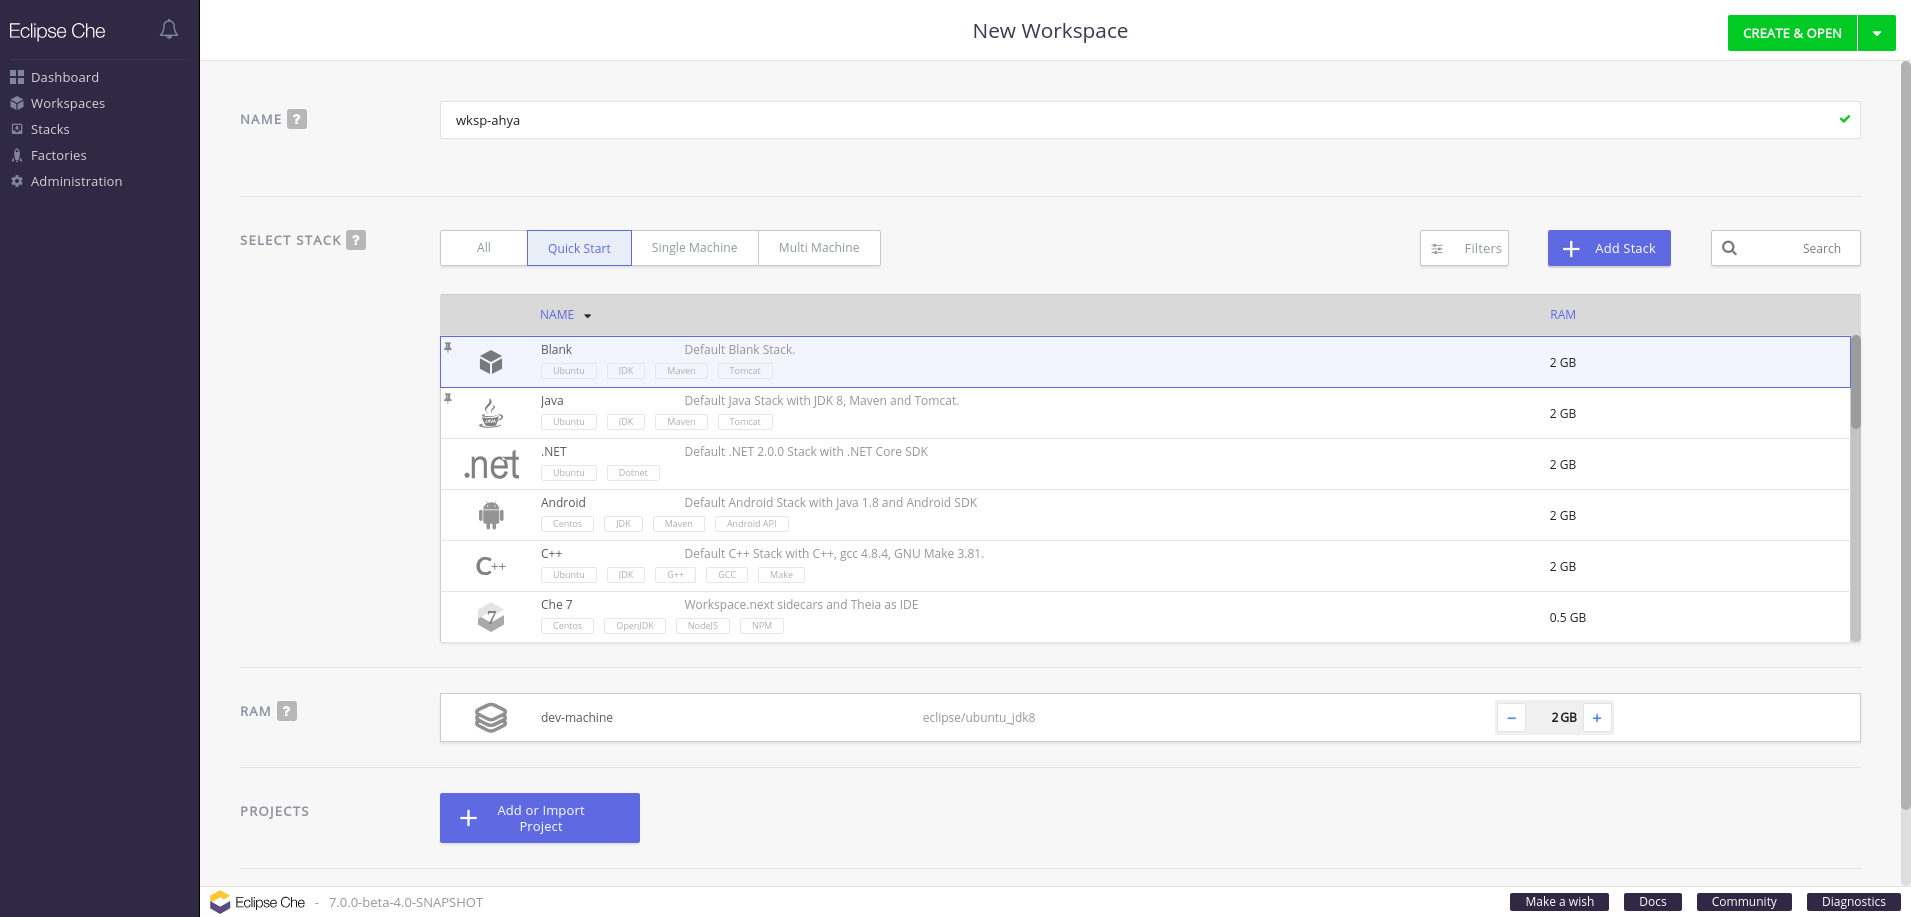 Eclipse Che
Dashboard
Workspaces
Stacks
Factories
Administration
New Workspace
CREATE & OPEN
NAME ?
wksp-ahya
SELECT STACK ?
All Quick Start Single Machine Multi Machine
Filters
Add Stack
Search
NAME RAM
Blank Default Blank Stack. 2 GB
Ubuntu JDK Maven Tomcat
Java Default Java Stack with JDK 8, Maven and Tomcat. 2 GB
Ubuntu JDK Maven Tomcat
.net .NET Default .NET 2.0.0 Stack with .NET Core SDK 2 GB
Ubuntu Dotnet
Android Default Android Stack with Java 1.8 and Android SDK 2 GB
Centos JDK Maven Android API
C++ C++ Default C++ Stack with C++, gcc 4.8.4, GNU Make 3.81. 2 GB
Ubuntu JDK G++ GCC Make
7 Che 7 Workspace.next sidecars and Theia as IDE 0.5 GB
Centos OpenJDK NodeJS NPM
RAM ?
dev-machine eclipse/ubuntu_jdk8 − 2 GB +
PROJECTS
Add or Import
Project
Eclipse Che - 7.0.0-beta-4.0-SNAPSHOT
Make a wish Docs Community Diagnostics